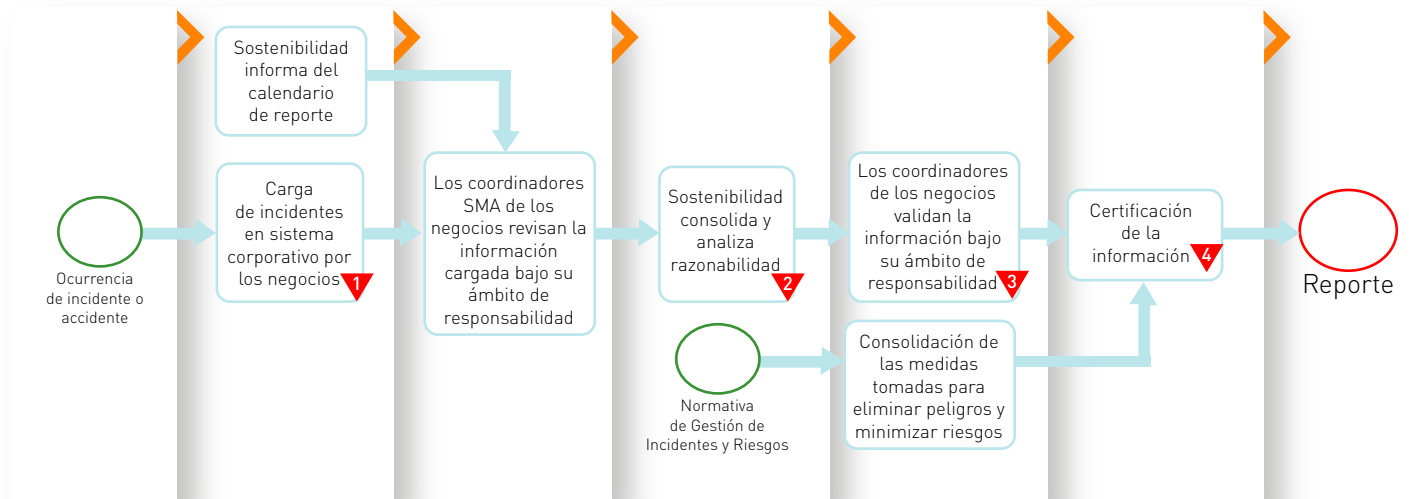 Ocurrencia
de incidente o
accidente
Sostenibilidad
informa del
calendario
de reporte
Carga
de incidentes
en sistema
corporativo por
los negocios
1
Los coordinadores
SMA de los
negocios revisan la
información
cargada bajo su
ámbito de
responsabilidad
Sostenibilidad
consolida y
analiza
razonabilidad
2
Normativa
de Gestión de
Incidentes y Riesgos
Los coordinadores
de los negocios
validan la
información bajo
su ámbito de
responsabilidad
3
Consolidación de
las medidas
tomadas para
eliminar peligros y
minimizar riesgos
Certificación
de la
información
4
Reporte